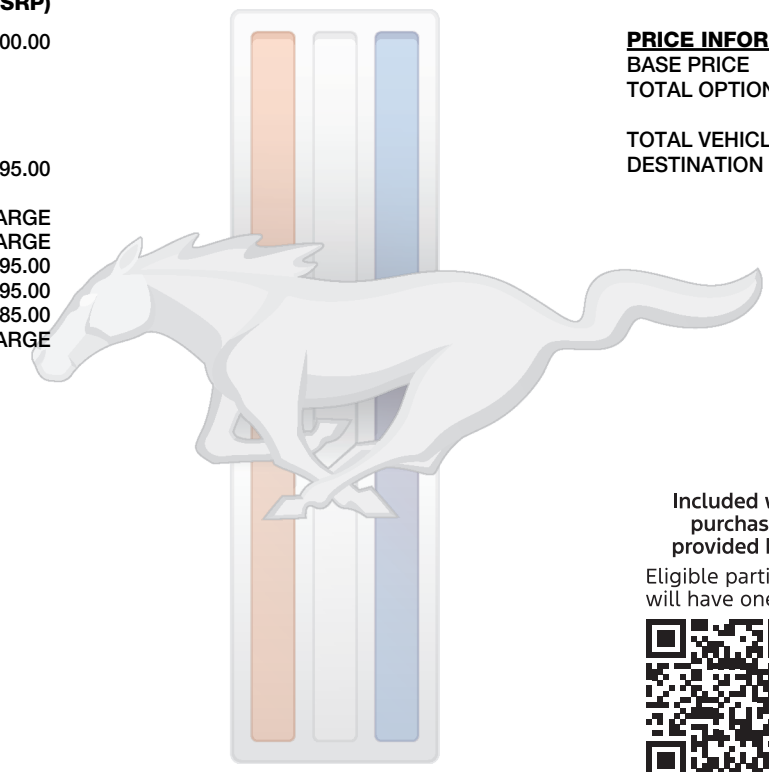 SRP)
00.00
95.00
ARGE
ARGE
95.00
95.00
85.00
ARGE
PRICE INFOR
BASE PRICE
TOTAL OPTION
TOTAL VEHICL
DESTINATION
Included w
purchas
provided b
Eligible parti
will have one